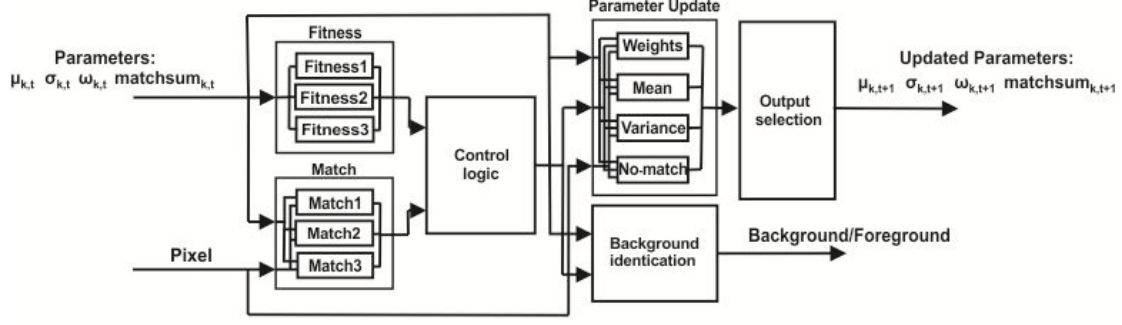 Parameter Update
Fitness
Parameters:
μk,t σk,t ωk,t matchsumk,t
Fitness1
Fitness2
Fitness3
Match
Match1
Match2
Match3
Pixel
Control
logic
Weights
Mean
Variance
No-match
Output
selection
Updated Parameters:
μk,t+1 σk,t+1 ωk,t+1 matchsumk,t+1
Background
identication
Background/Foreground